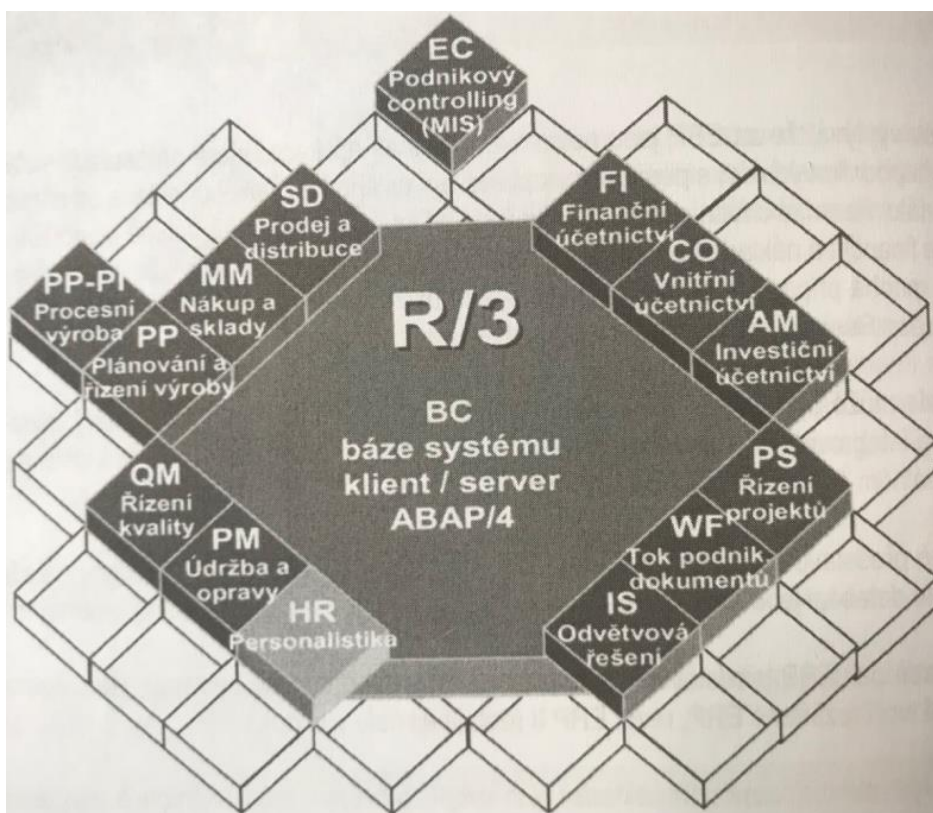 EC
Podnikový
controlling
(MIS)
SD
Prodej a
distribuce
MM
Nákup a
sklady
PP-PI
Procesní
výroba
PP
Plánování a
řízení výroby
FI
Finanční
účetnictví
CO
Vnitřní
účetnictví
AM
Investiční
účetnictví
R/3
BC
báze systému
klient / server
ABAP/4
QM
Řízení
kvality
PM
Údržba a
opravy
HR
Personalistika
PS
Řízení
projektů
WF
Tok podnik.
dokumentů
IS
Odvětvová
řešení